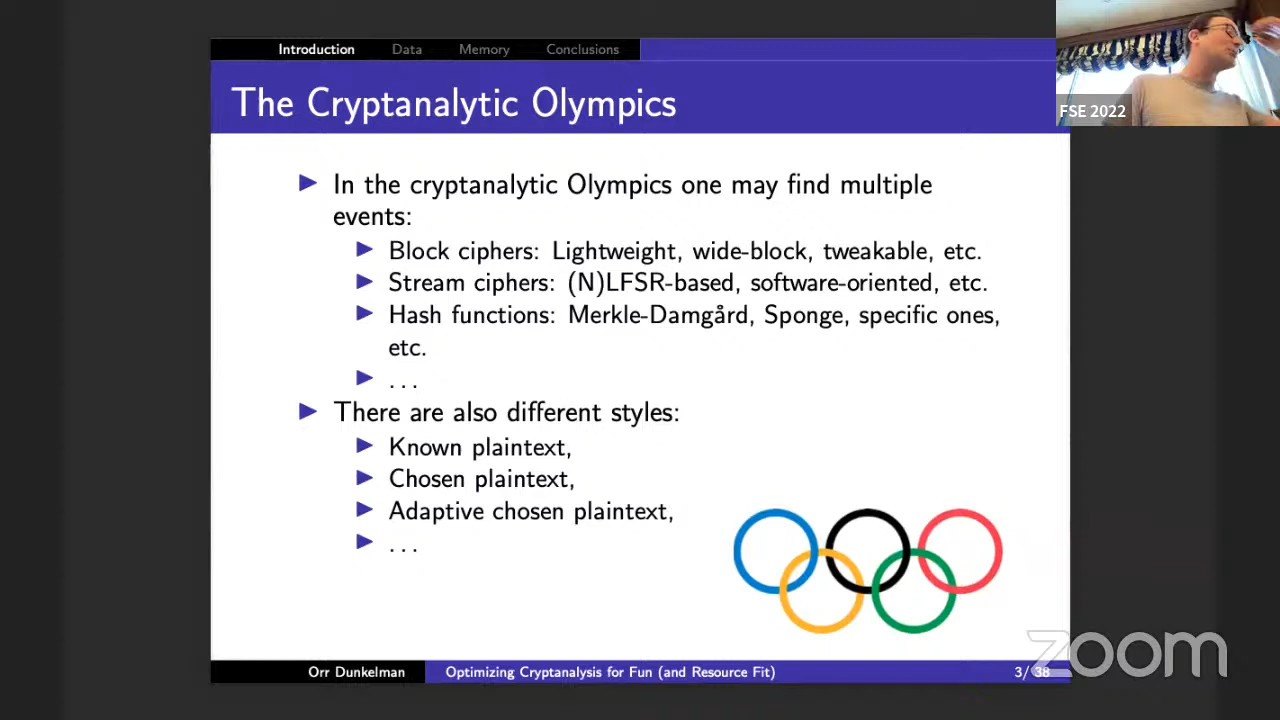 Introduction Data Memory Conclusions
The Cryptanalytic Olympics
FSE 2022
In the cryptanalytic Olympics one may find multiple
events:
Block ciphers: Lightweight, wide-block, tweakable, etc.
Stream ciphers: (N)LFSR-based, software-oriented, etc.
Hash functions: Merkle-Damgård, Sponge, specific ones,
etc.
...
There are also different styles:
Known plaintext,
Chosen plaintext,
Adaptive chosen plaintext,
...
Orr Dunkelman Optimizing Cryptanalysis for Fun (and Resource Fit) 3/ 38
zoom